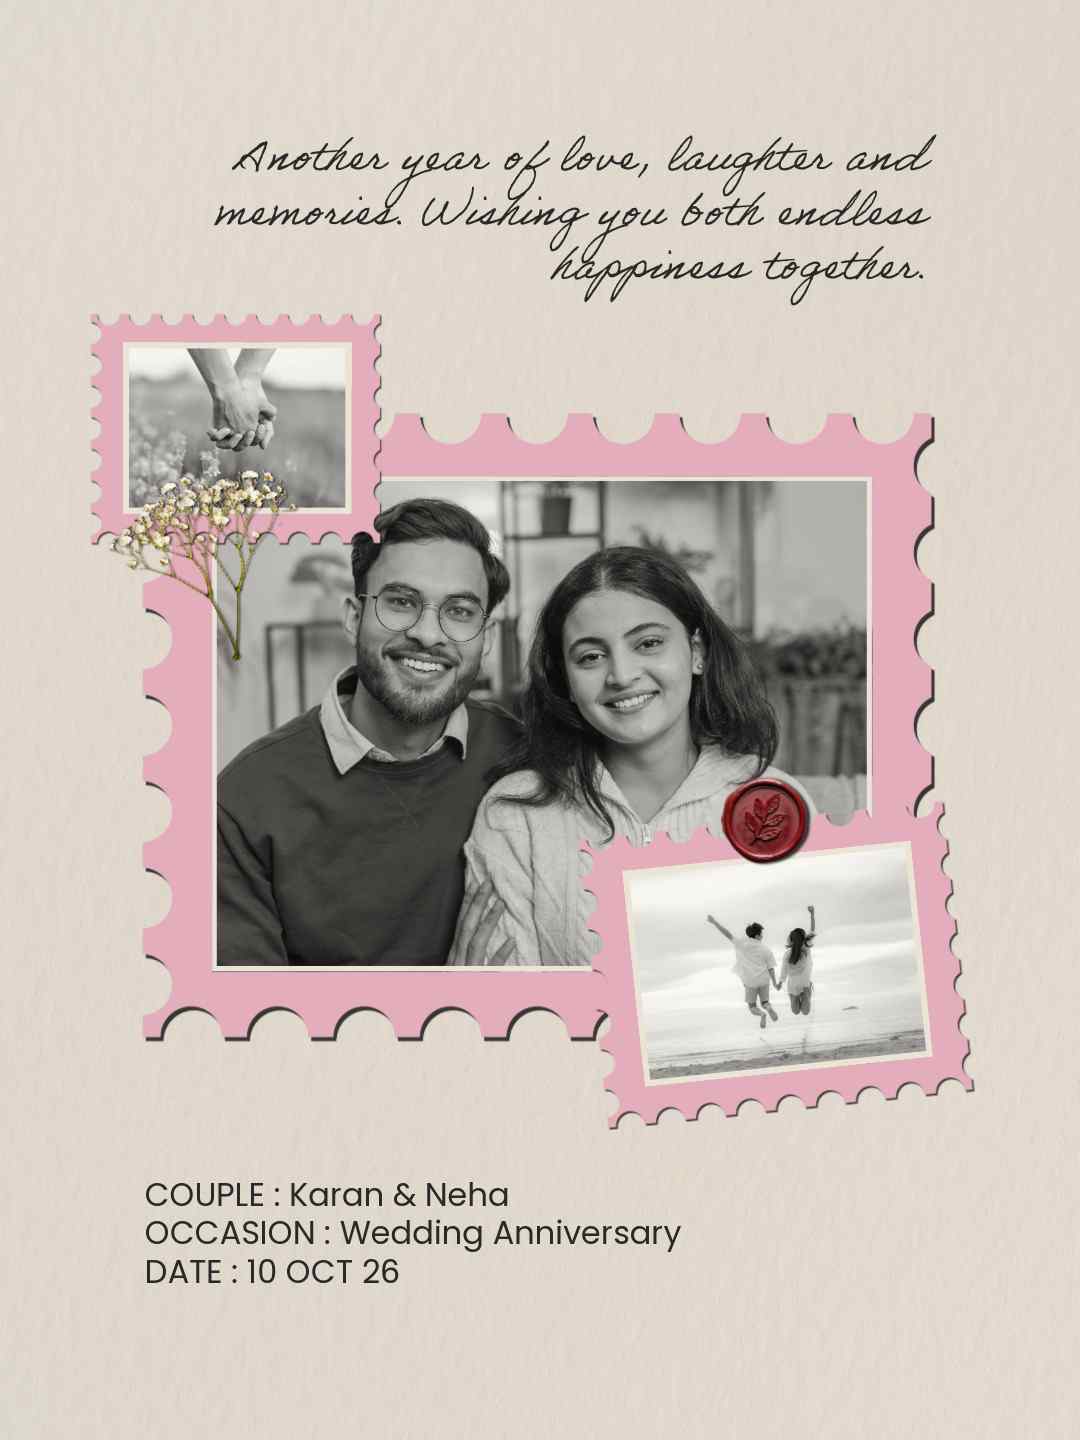 Another year of love, laughter and
memories. Wishing you both endless
happiness together.
COUPLE : Karan & Neha
OCCASION : Wedding Anniversary
DATE : 10 OCT 26